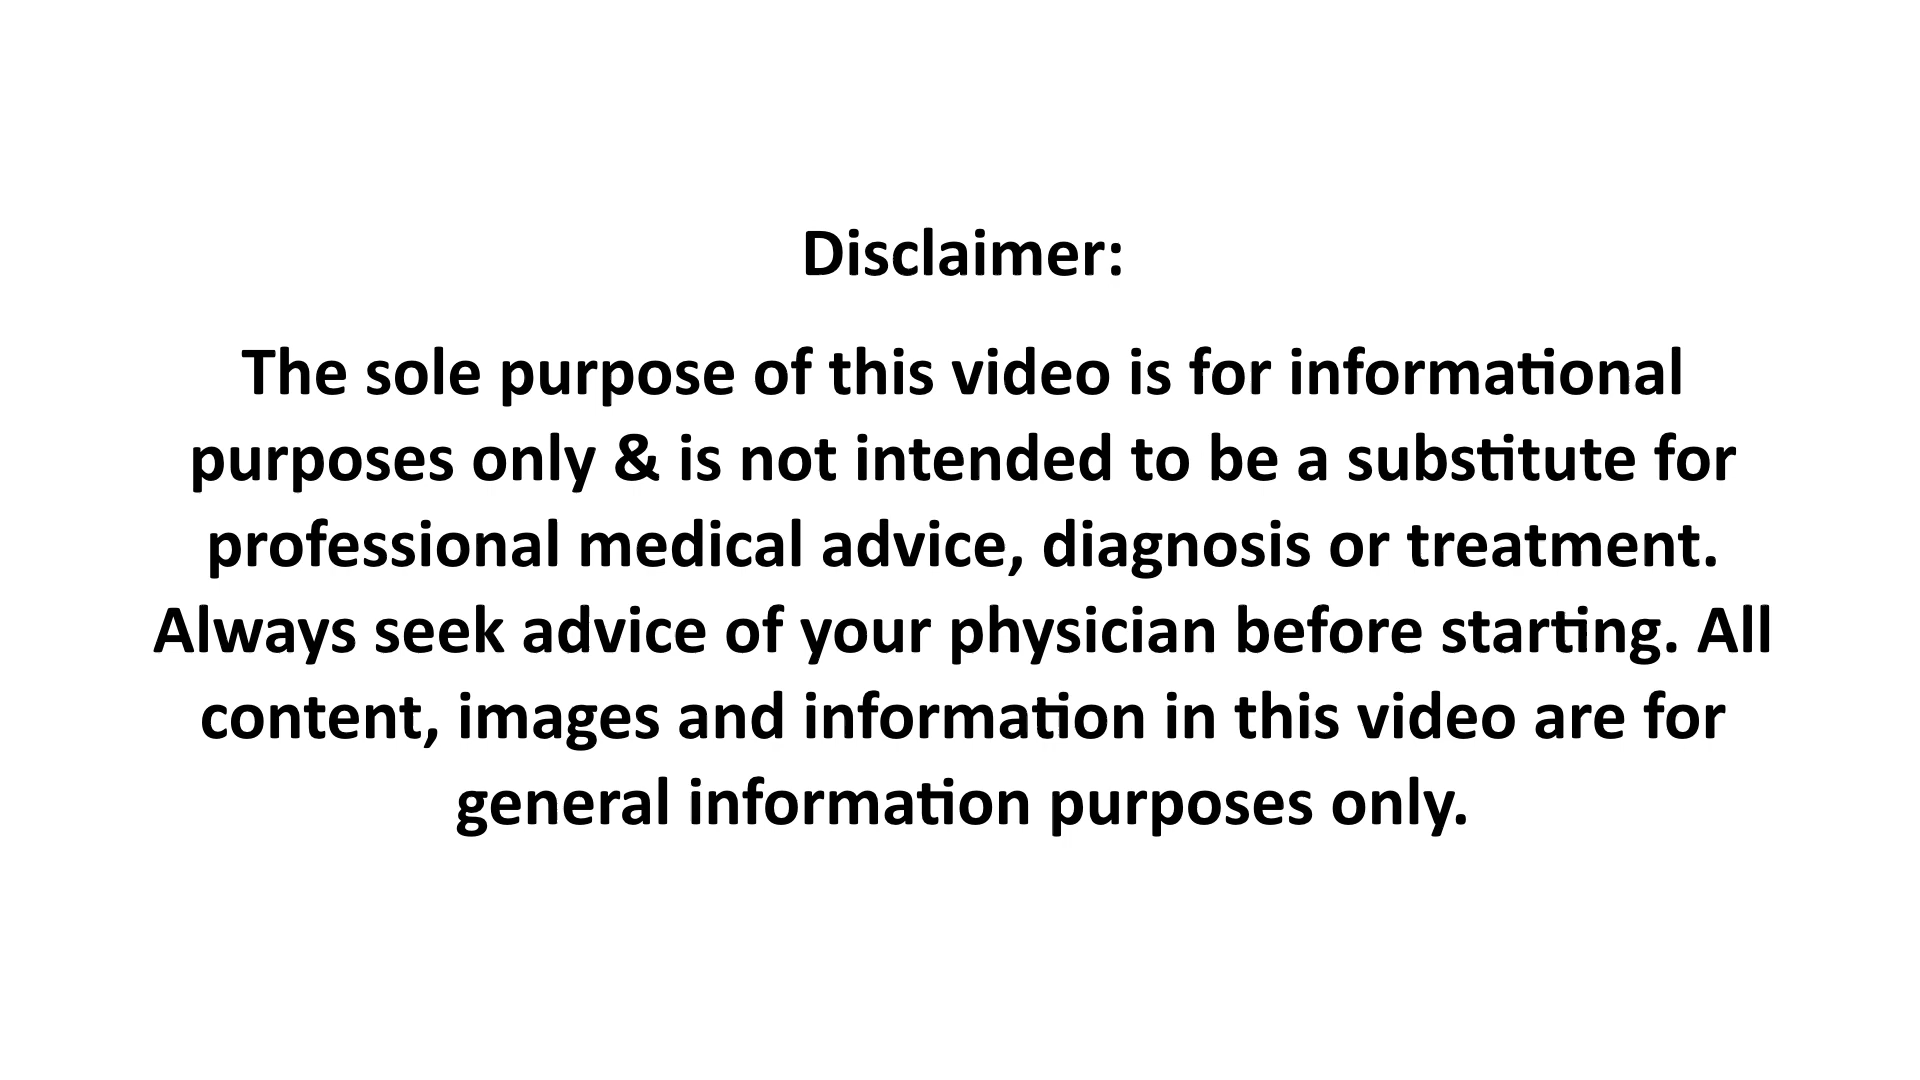 Disclaimer:
The sole purpose of this video is for informational
purposes only & is not intended to be a substitute for
professional medical advice, diagnosis or treatment.
Always seek advice of your physician before starting. All
content, images and information in this video are for
general information purposes only.